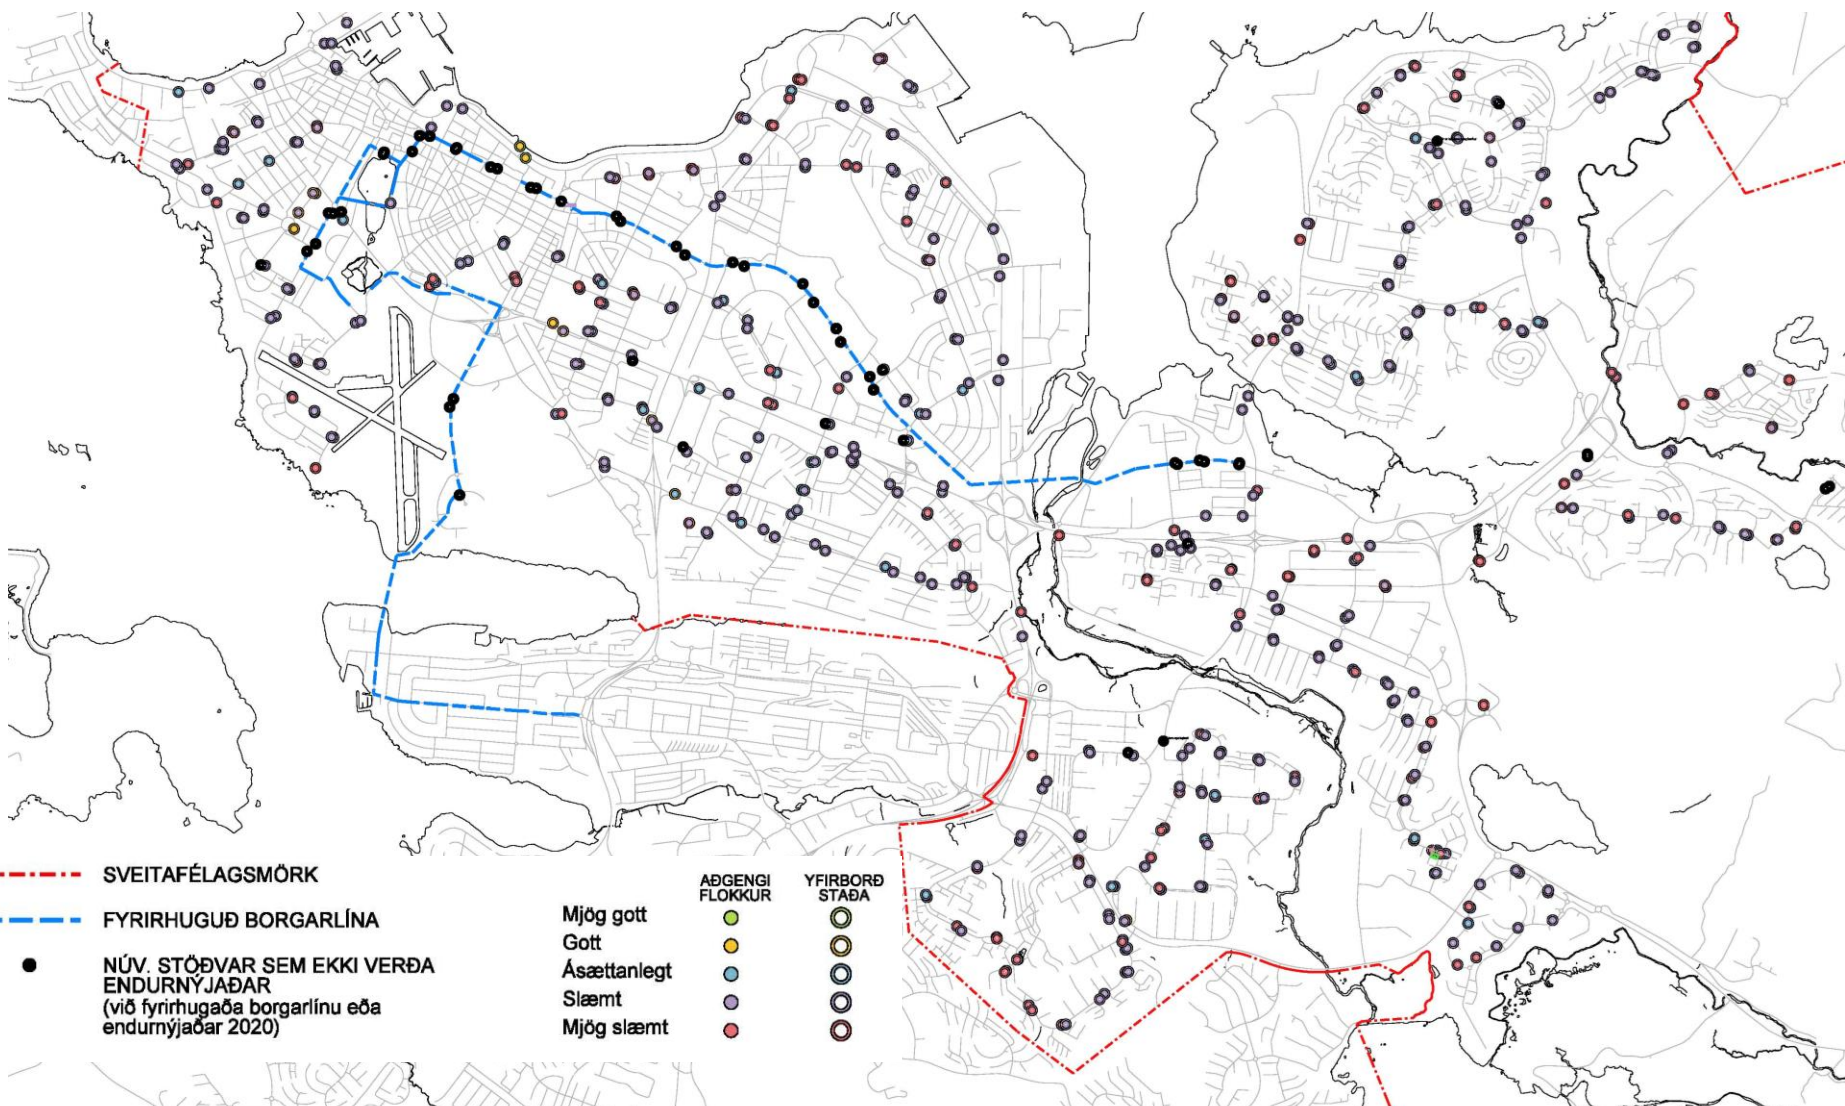 SVEITAFÉLAGSMÖRK
FYRIRHUGUÐ BORGARLÍNA
NÚV. STÖÐVAR SEM EKKI VERÐA
ENDURNÝJAÐAR
(við fyrirhugaða borgarlínu eða
endurnýjaðar 2020)
AÐGENGI
FLOKKUR
YFIRBORÐ
STAÐA
Mjög gott
Gott
Ásættanlegt
Slæmt
Mjög slæmt